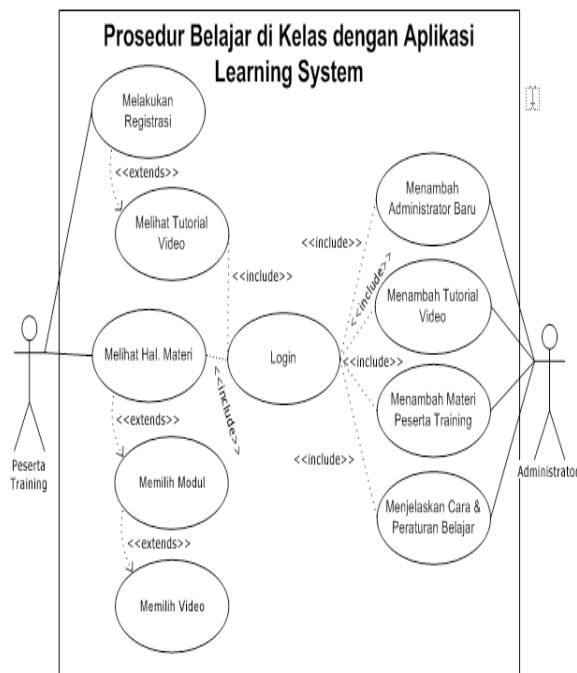 Prosedur Belajar di Kelas dengan Aplikasi
Learning System
Melakukan
Registrasi
<<extends>>
Melihat Tutorial
Video
<<include>>
Melihat Hal. Materi
<<include>>
<<extends>>
Memilih Modul
<<extends>>
Memilih Video
Peserta
Training
Login
Menambah
Administrator Baru
<<include>>
<<include>>
Menambah Tutorial
Video
<<include>>
Menambah Materi
Peserta Training
<<include>>
Menjelaskan Cara &
Peraturan Belajar
Administrator